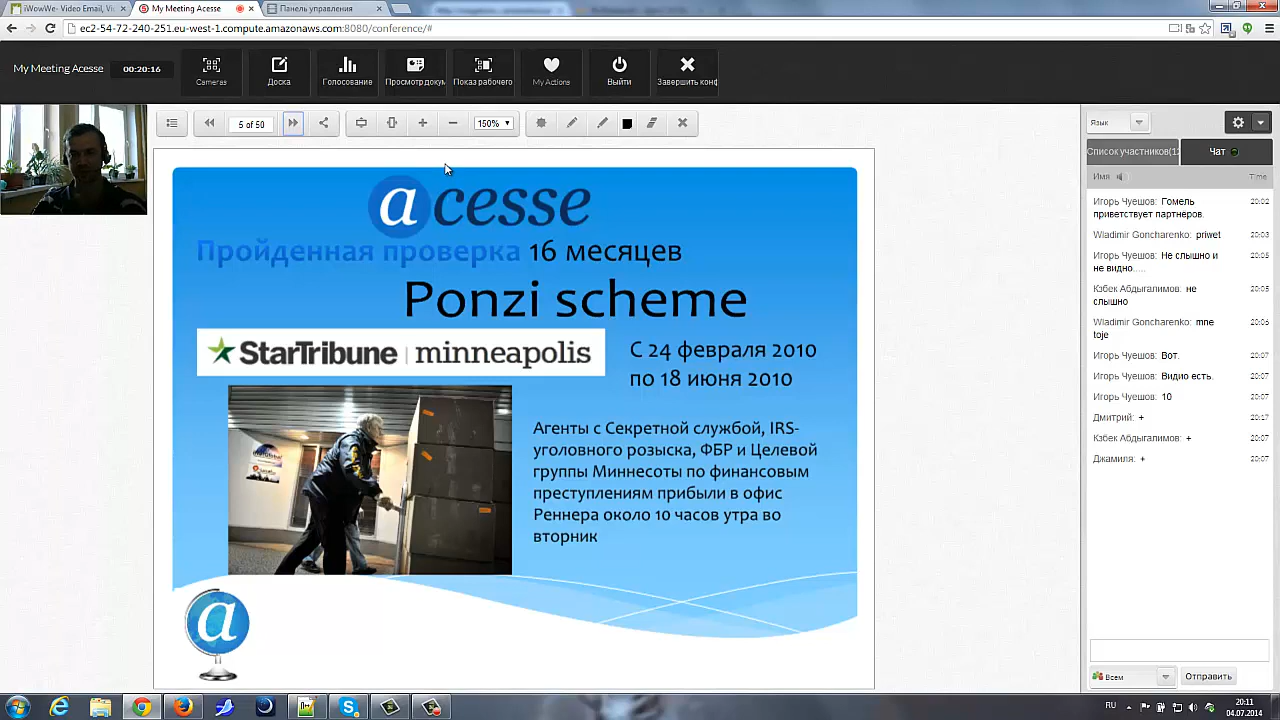 iWowWe- Video Email, Vi
My Meeting Acesse
Панель управления
ec2-54-72-240-251.eu-west-1.compute.amazonaws.com:8080/conference/#
My Meeting Acesse
00:20:16
Cameras
Доска
Голосование
Просмотр докум
Показ рабочего
My Actions
Выйти
Завершить конф
5 of 50
150%
Язык
Список участников(1
Чат
Имя
Time
acesse
Пройденная проверка 16 месяцев
Ponzi scheme
StarTribune | minneapolis
С 24 февраля 2010
по 18 июня 2010
Агенты с Секретной службой, IRS-
уголовного розыска, ФБР и Целевой
группы Миннесоты по финансовым
преступлениям прибыли в офис
Реннера около 10 часов утра во
вторник
a
Игорь Чуешов: Гомель 20:02
приветствует партнёров.
Wladimir Goncharenko: priwet 20:03
Игорь Чуешов: Не слышно и 20:05
не видно.....
Кэбек Абдыгалимов: не 20:05
слышно
Wladimir Goncharenko: mne 20:06
toje
Игорь Чуешов: Вот. 20:07
Игорь Чуешов: Видио есть. 20:07
Игорь Чуешов: 10 20:07
Дмитрий: + 20:17
Кэбек Абдыгалимов: + 20:07
Джамиля: + 20:07
Всем
Отправить
RU
20:11
04.07.2014